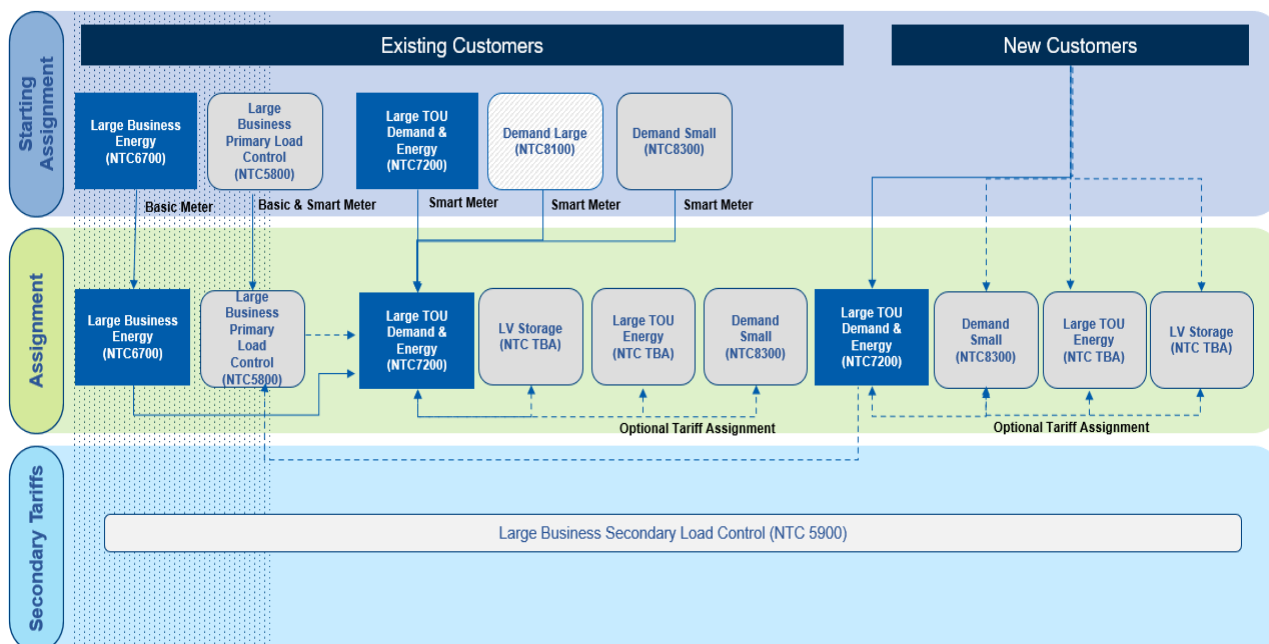 Existing Customers
New Customers
Starting
Assignment
Large Business
Energy
(NTC6700)
Large
Business
Primary Load
Control
(NTC5800)
Large TOU
Demand &
Energy
(NTC7200)
Demand Large
(NTC8100)
Demand Small
(NTC8300)
Basic Meter
Basic & Smart Meter
Smart Meter
Smart Meter
Smart Meter
Assignment
Large Business
Energy
(NTC6700)
Large
Business
Primary
Load
Control
(NTC5800)
Large TOU
Demand &
Energy
(NTC7200)
LV Storage
(NTC TBA)
Large TOU
Energy
(NTC TBA)
Demand
Small
(NTC8300)
Large TOU
Demand &
Energy
(NTC7200)
Demand
Small
(NTC8300)
Large TOU
Energy
(NTC TBA)
LV Storage
(NTC TBA)
Optional Tariff Assignment
Optional Tariff Assignment
Secondary Tariffs
Large Business Secondary Load Control (NTC 5900)